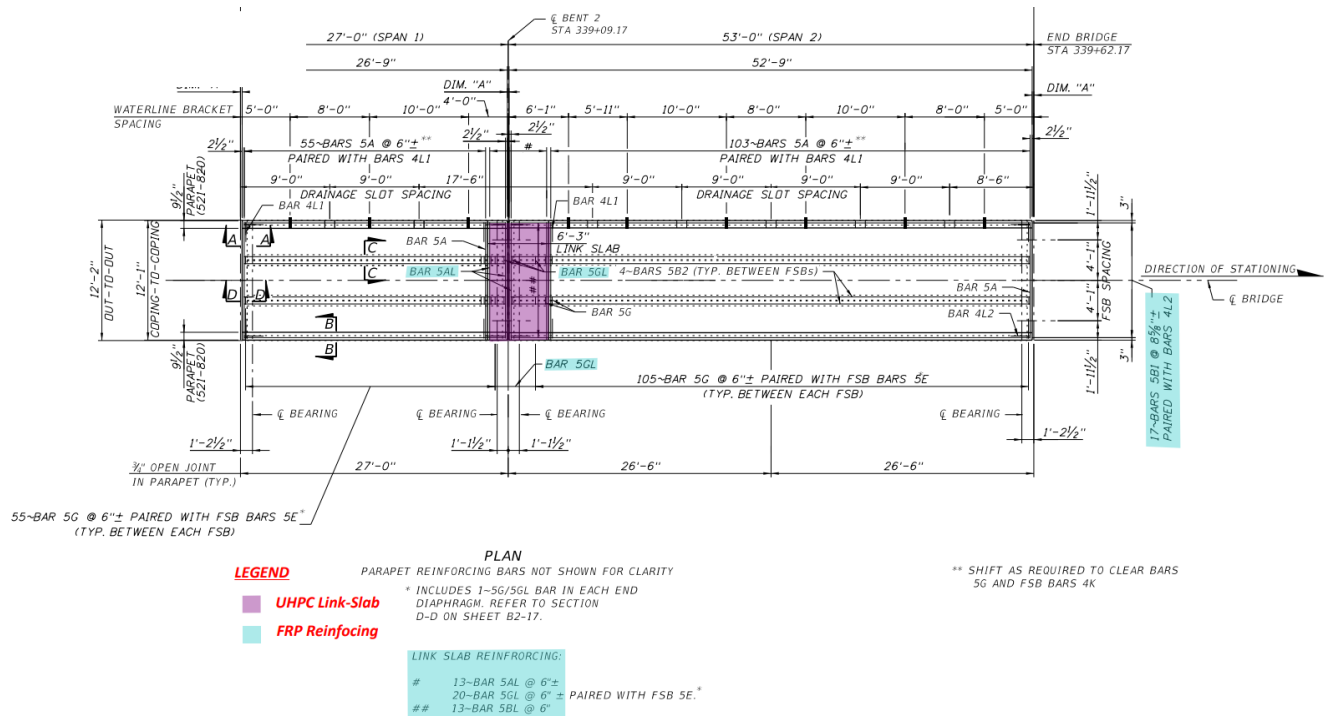 ℄ BENT 2
STA 339+09.17
27'-0" (SPAN 1)
53'-0" (SPAN 2)
END BRIDGE
STA 339+62.17
26'-9"
52'-9"
DIM. "A"
DIM. "A"
WATERLINE BRACKET
SPACING
5'-0"
8'-0"
10'-0"
4'-0"
6'-1"
5'-11"
10'-0"
8'-0"
10'-0"
8'-0"
5'-0"
2½"
55~BARS 5A @ 6"± **
PAIRED WITH BARS 4L1
2½"
2½"
#
103~BARS 5A @ 6"± **
PAIRED WITH BARS 4L1
2½"
9'-0"
9'-0"
17'-6"
9'-0"
9'-0"
9'-0"
9'-0"
8'-6"
DRAINAGE SLOT SPACING
DRAINAGE SLOT SPACING
9½"
PARAPET
(521-820)
BAR 4L1
BAR 4L1
1'-11½"
3"
A
A
C
BAR 5A
6'-3"
LINK SLAB
12'-2"
OUT-TO-OUT
12'-1"
COPING-TO-COPING
C
BAR 5AL
BAR 5GL
4~BARS 5B2 (TYP. BETWEEN FSBs)
##
4'-1"
4'-1"
FSB SPACING
DIRECTION OF STATIONING
℄ BRIDGE
D
D
BAR 5A
BAR 5G
B
BAR 4L2
B
9½"
PARAPET
(521-820)
BAR 5GL
1'-11½"
3"
17~BARS 5B1 @ 8⅝"±
PAIRED WITH BARS 4L2
105~BAR 5G @ 6"± PAIRED WITH FSB BARS 5E*
(TYP. BETWEEN EACH FSB)
℄ BEARING
℄ BEARING
℄ BEARING
℄ BEARING
1'-2½"
1'-1½"
1'-1½"
1'-2½"
¾" OPEN JOINT
IN PARAPET (TYP.)
27'-0"
26'-6"
26'-6"
55~BAR 5G @ 6"± PAIRED WITH FSB BARS 5E*
(TYP. BETWEEN EACH FSB)
PLAN
PARAPET REINFORCING BARS NOT SHOWN FOR CLARITY
* INCLUDES 1~5G/5GL BAR IN EACH END
DIAPHRAGM. REFER TO SECTION
D-D ON SHEET B2-17.
** SHIFT AS REQUIRED TO CLEAR BARS
5G AND FSB BARS 4K
LEGEND
UHPC Link-Slab
FRP Reinfocing
LINK SLAB REINFRORCING:
# 13~BAR 5AL @ 6"±
20~BAR 5GL @ 6" ± PAIRED WITH FSB 5E.*
## 13~BAR 5BL @ 6"